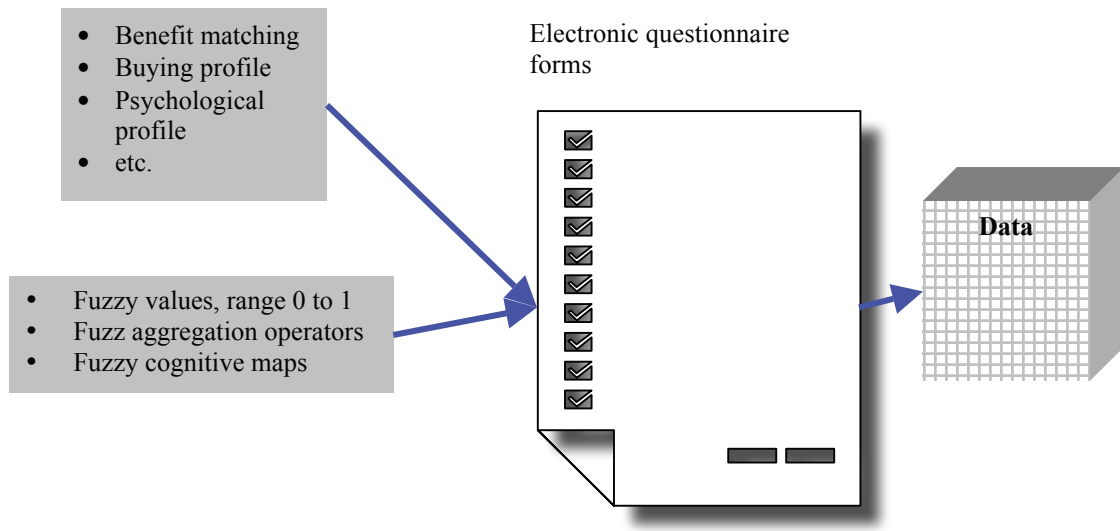 • Benefit matching
• Buying profile
• Psychological
profile
• etc.
Electronic questionnaire
forms
Data
• Fuzzy values, range 0 to 1
• Fuzz aggregation operators
• Fuzzy cognitive maps